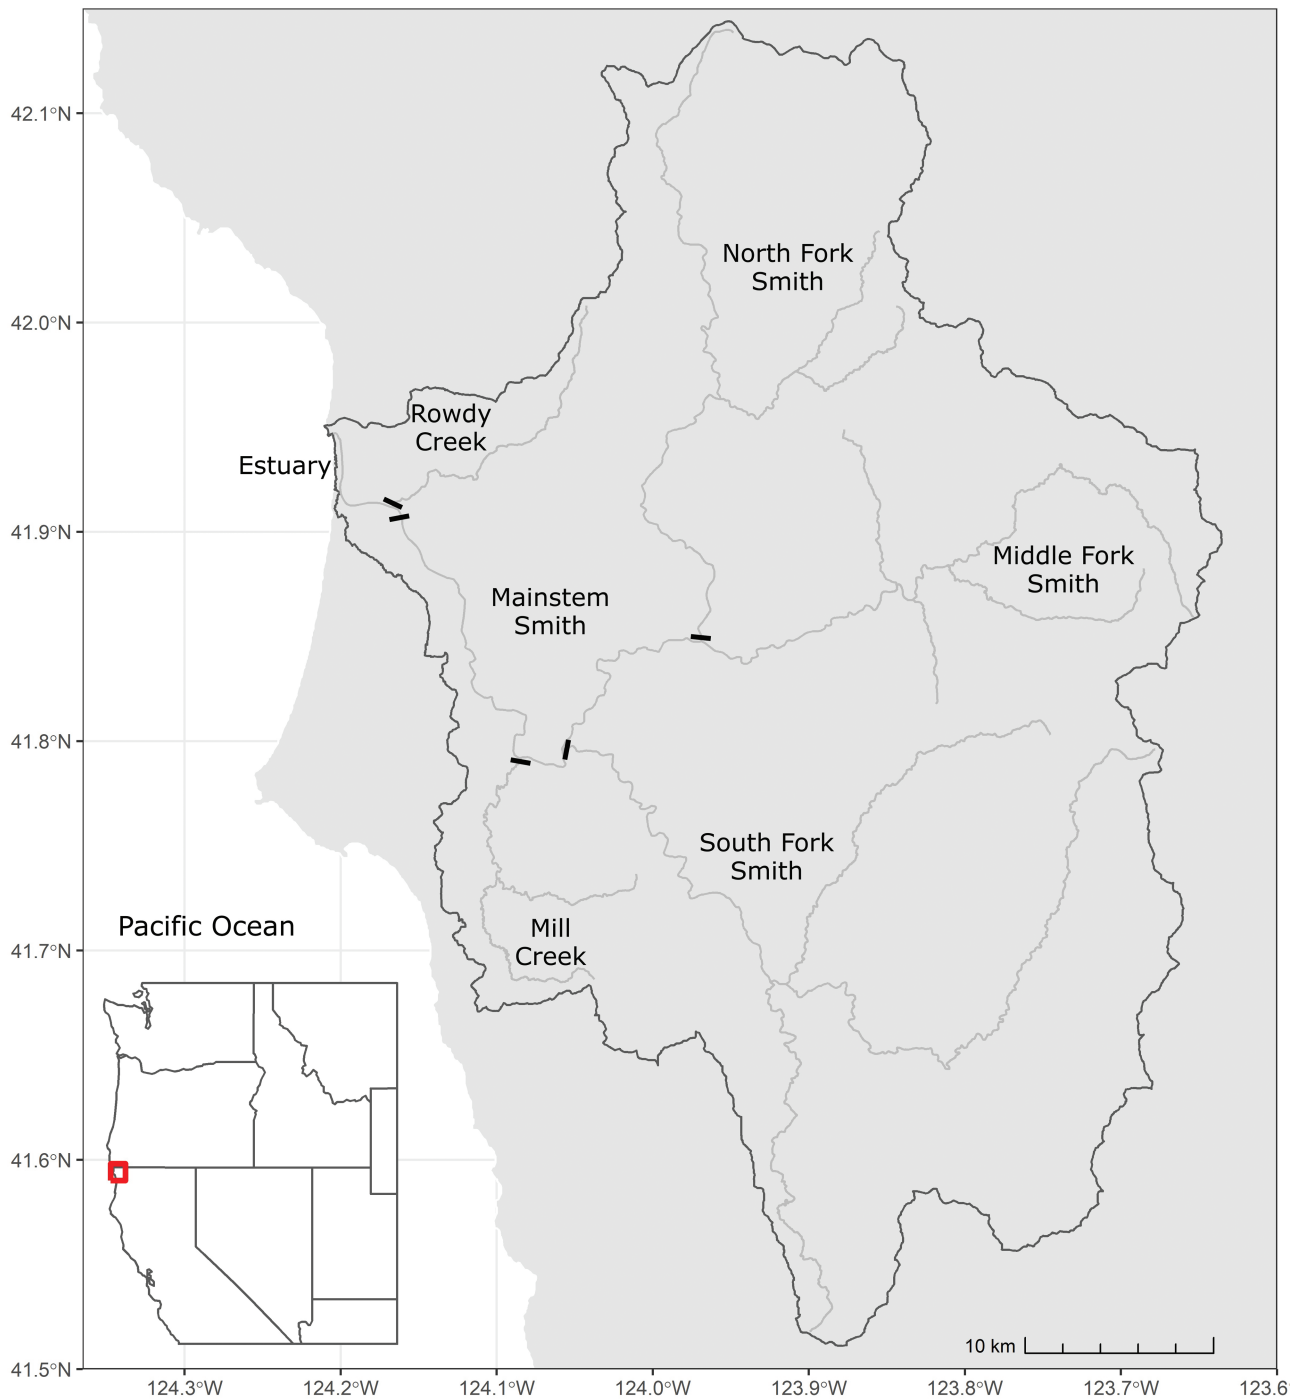 42.1°N
42.0°N
41.9°N
41.8°N
41.7°N
41.6°N
41.5°N
North Fork
Smith
Rowdy
Creek
Estuary
Middle Fork
Smith
Mainstem
Smith
South Fork
Smith
Mill
Creek
Pacific Ocean
10 km
124.3°W
124.2°W
124.1°W
124.0°W
123.9°W
123.8°W
123.7°W
123.6°